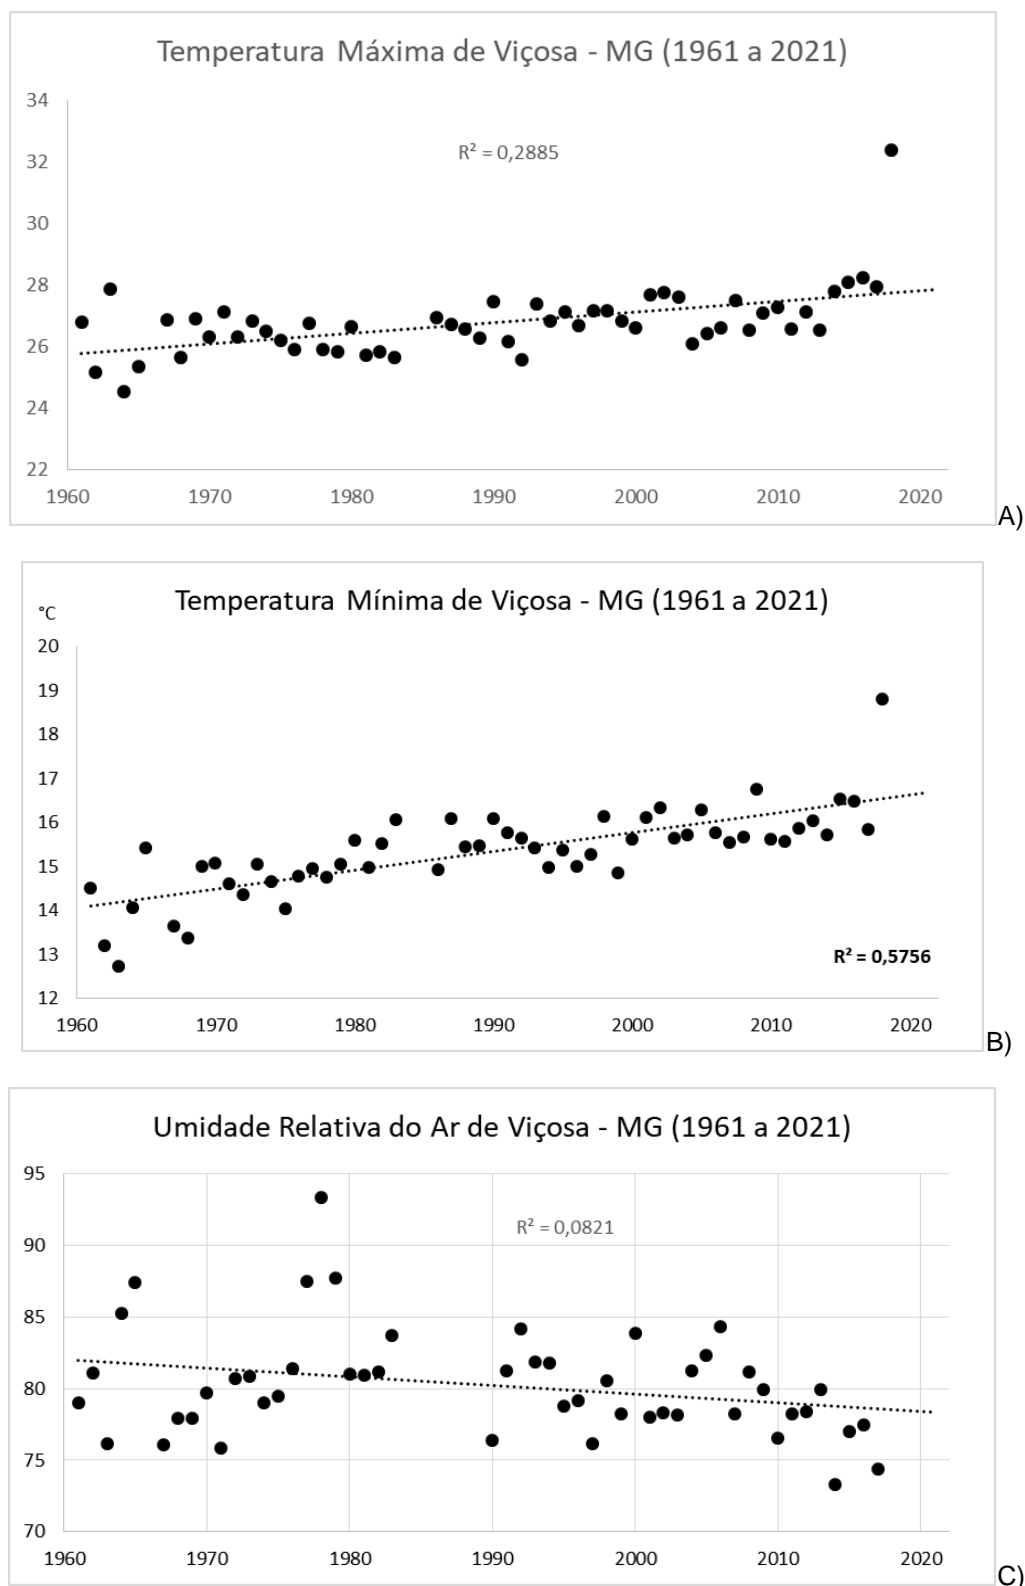 Temperatura Máxima de Viçosa - MG (1961 a 2021)
34
R² = 0,2885
32
30
28
26
24
22
1960 1970 1980 1990 2000 2010 2020
A)
Temperatura Mínima de Viçosa - MG (1961 a 2021)
°C
20
19
18
17
16
15
14
13
R² = 0,5756
12
1960 1970 1980 1990 2000 2010 2020
B)
Umidade Relativa do Ar de Viçosa - MG (1961 a 2021)
95
R² = 0,0821
90
85
80
75
70
1960 1970 1980 1990 2000 2010 2020
C)